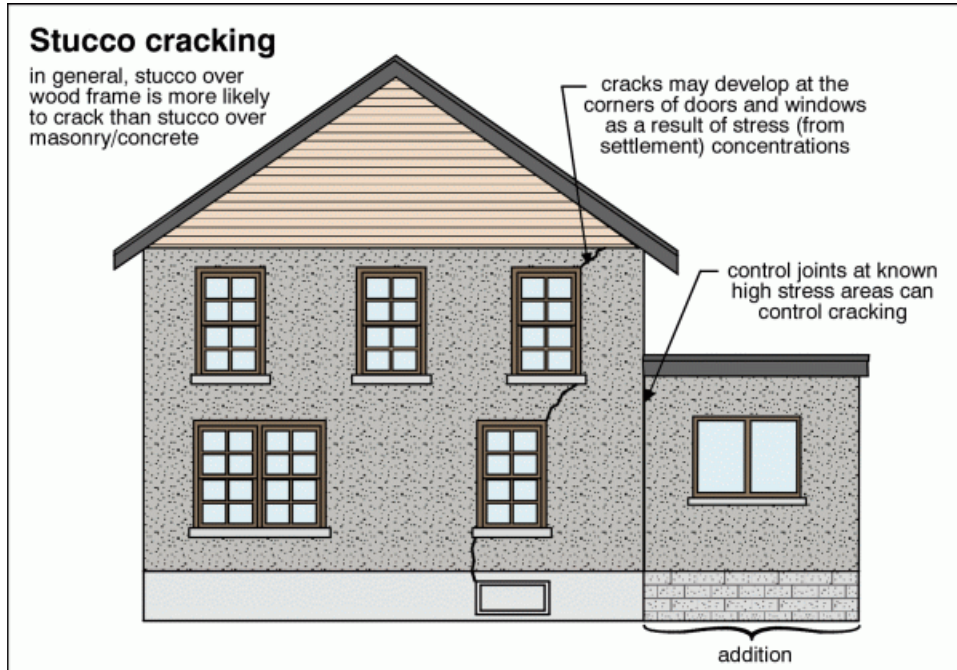 Stucco cracking
in general, stucco over
wood frame is more likely
to crack than stucco over
masonry/concrete
cracks may develop at the
corners of doors and windows
as a result of stress (from
settlement) concentrations
control joints at known
high stress areas can
control cracking
addition